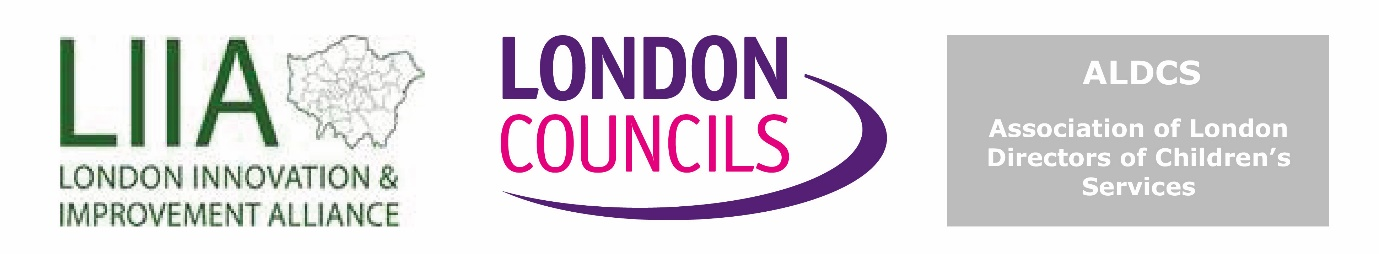 LIIA
LONDON INNOVATION &
IMPROVEMENT ALLIANCE
LONDON
COUNCILS
ALDCS
Association of London
Directors of Children's
Services